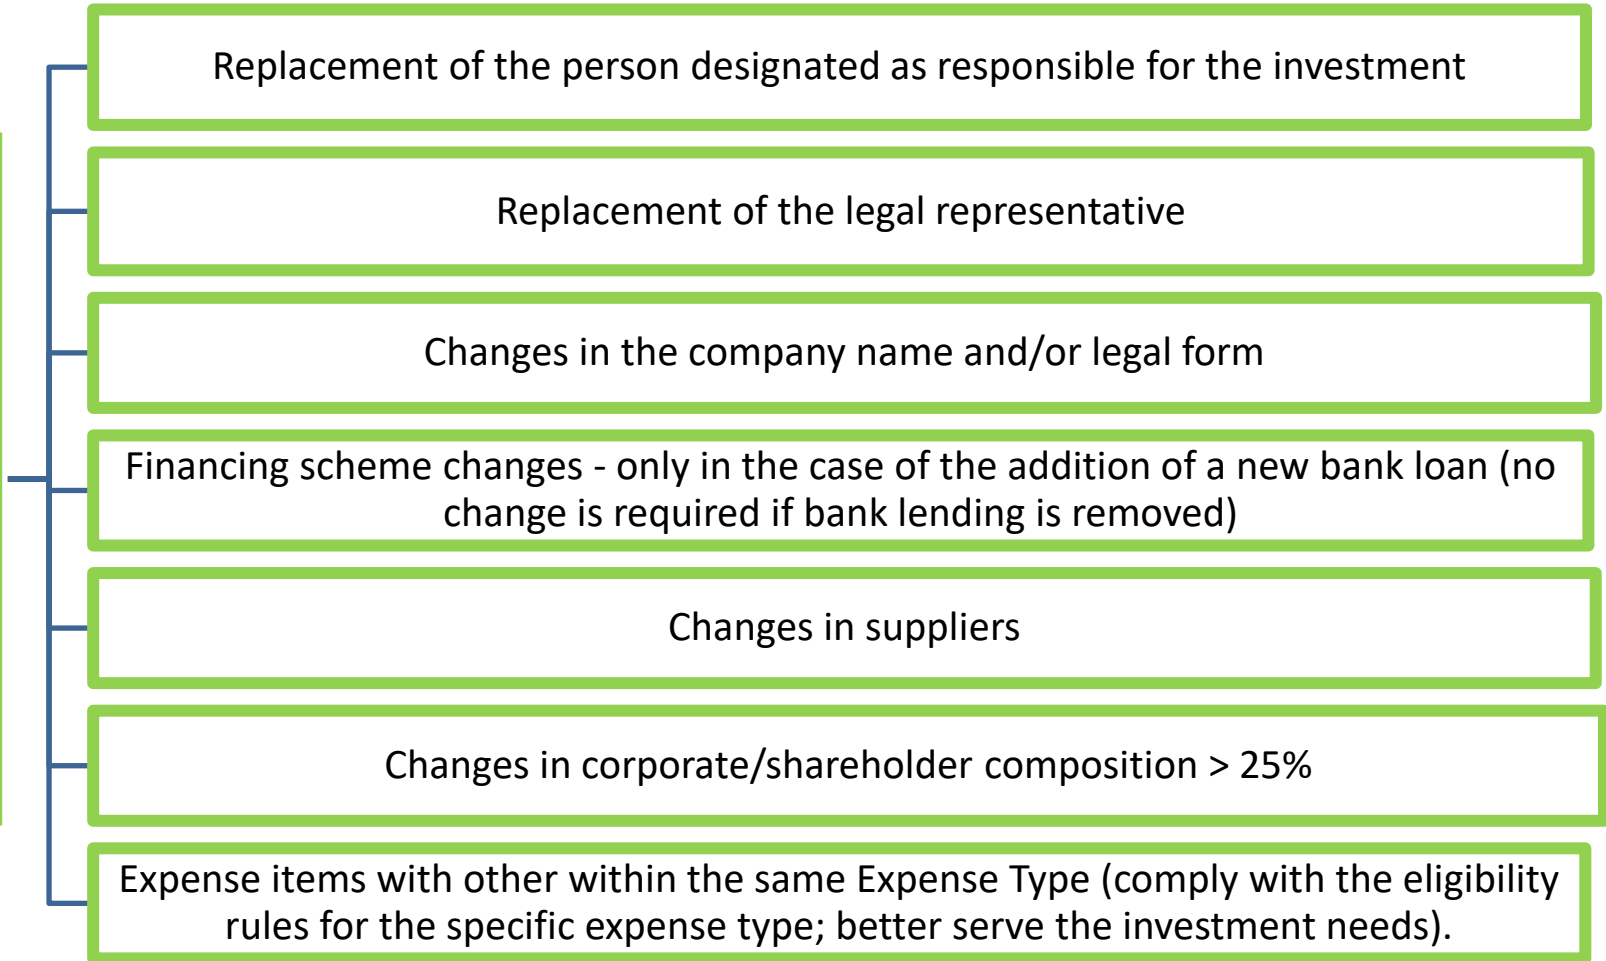 Replacement of the person designated as responsible for the investment
Replacement of the legal representative
Changes in the company name and/or legal form
Financing scheme changes - only in the case of the addition of a new bank loan (no
change is required if bank lending is removed)
Changes in suppliers
Changes in corporate/shareholder composition > 25%
Expense items with other within the same Expense Type (comply with the eligibility
rules for the specific expense type; better serve the investment needs).